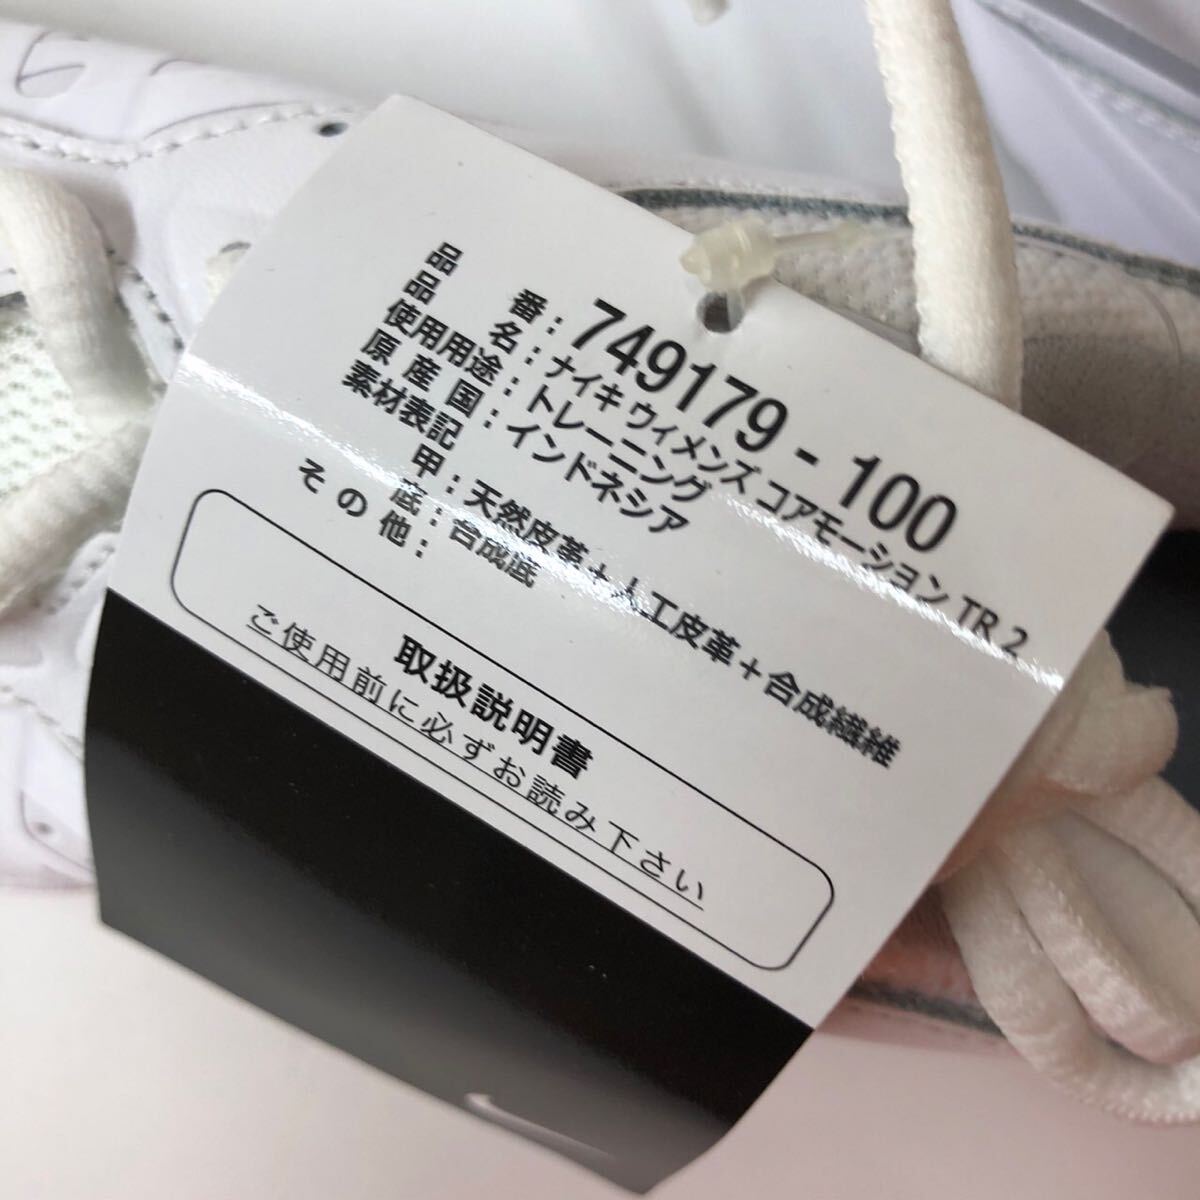 品番：749179 - 100
品名：ナイキ ウィメンズ コアモーション TR 2
使用用途：トレーニング
原産国：インドネシア
素材表記
甲：天然皮革＋人工皮革＋合成繊維
底：合成底
その他：
取扱説明書
ご使用前に必ずお読み下さい